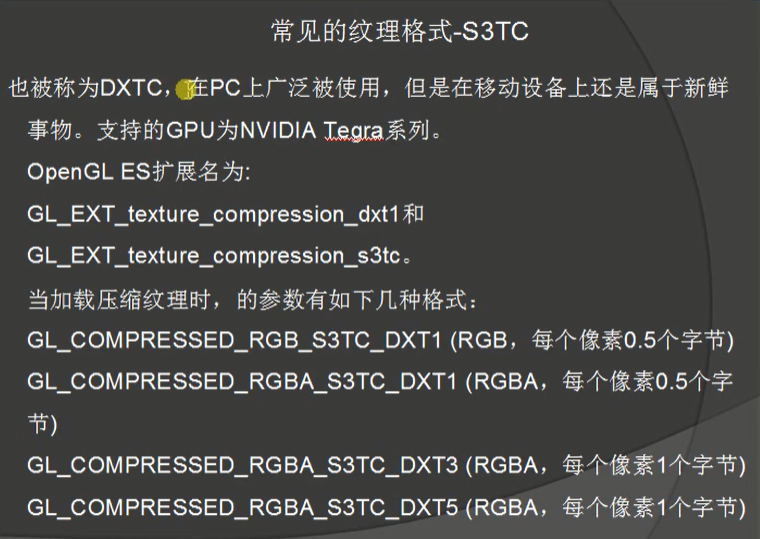 常见的纹理格式-S3TC
也被称为DXTC，在PC上广泛被使用，但是在移动设备上还是属于新鲜
事物。支持的GPU为NVIDIA Tegra系列。
OpenGL ES扩展名为:
GL_EXT_texture_compression_dxt1和
GL_EXT_texture_compression_s3tc。
当加载压缩纹理时，的参数有如下几种格式：
GL_COMPRESSED_RGB_S3TC_DXT1 (RGB，每个像素0.5个字节)
GL_COMPRESSED_RGBA_S3TC_DXT1 (RGBA，每个像素0.5个字
节)
GL_COMPRESSED_RGBA_S3TC_DXT3 (RGBA，每个像素1个字节)
GL_COMPRESSED_RGBA_S3TC_DXT5 (RGBA，每个像素1个字节)